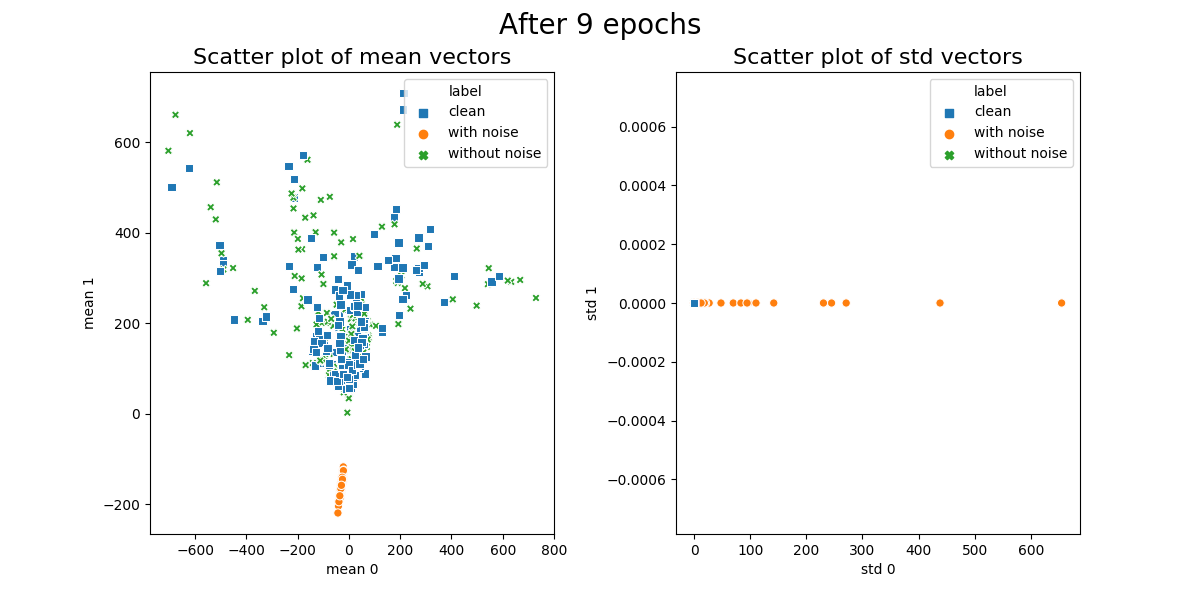 After 9 epochs
Scatter plot of mean vectors
label
clean
with noise
without noise
600
400
200
0
−200
mean 1
−600
−400
−200
0
200
400
600
800
mean 0
Scatter plot of std vectors
label
clean
with noise
without noise
0.0006
0.0004
0.0002
0.0000
−0.0002
−0.0004
−0.0006
std 1
0
100
200
300
400
500
600
std 0